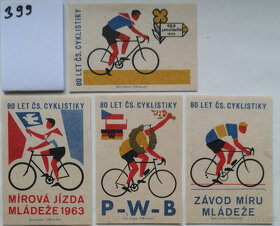 399
80 LET ČS. CYKLISTIKY
1963
80 LET ČS. CYKLISTIKY
MÍROVÁ JÍZDA
MLÁDEŽE 1963
80 LET ČS. CYKLISTIKY
P-W-B
80 LET ČS. CYKLISTIKY
ZÁVOD MÍRU
MLÁDEŽE